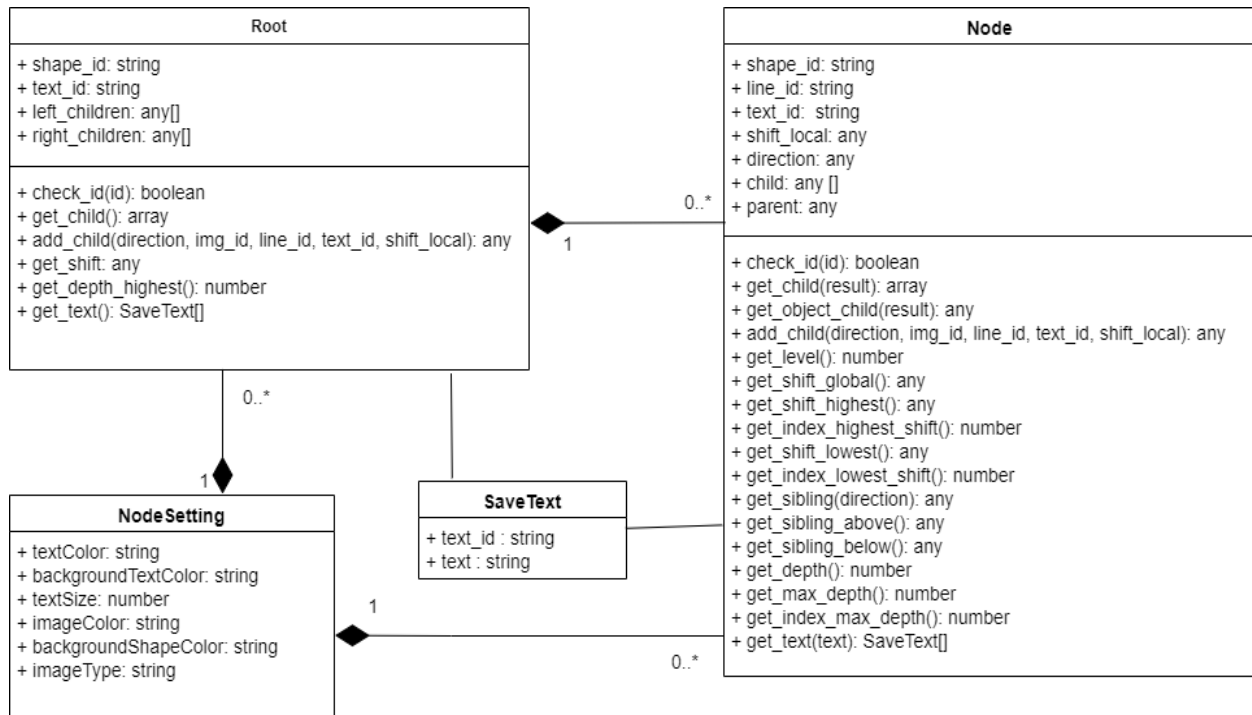 Root
+ shape_id: string
+ text_id: string
+ left_children: any[]
+ right_children: any[]
+ check_id(id): boolean
+ get_child(): array
+ add_child(direction, img_id, line_id, text_id, shift_local): any
+ get_shift: any
+ get_depth_highest(): number
+ get_text(): SaveText[]
Node
+ shape_id: string
+ line_id: string
+ text_id:  string
+ shift_local: any
+ direction: any
+ child: any []
+ parent: any
+ check_id(id): boolean
+ get_child(result): array
+ get_object_child(result): any
+ add_child(direction, img_id, line_id, text_id, shift_local): any
+ get_level(): number
+ get_shift_global(): any
+ get_shift_highest(): any
+ get_index_highest_shift(): number
+ get_shift_lowest(): any
+ get_index_lowest_shift(): number
+ get_sibling(direction): any
+ get_sibling_above(): any
+ get_sibling_below(): any
+ get_depth(): number
+ get_max_depth(): number
+ get_index_max_depth(): number
+ get_text(text): SaveText[]
0..*
1
0..*
1
NodeSetting
+ textColor: string
+ backgroundTextColor: string
+ textSize: number
+ imageColor: string
+ backgroundShapeColor: string
+ imageType: string
SaveText
+ text_id : string
+ text : string
1
0..*